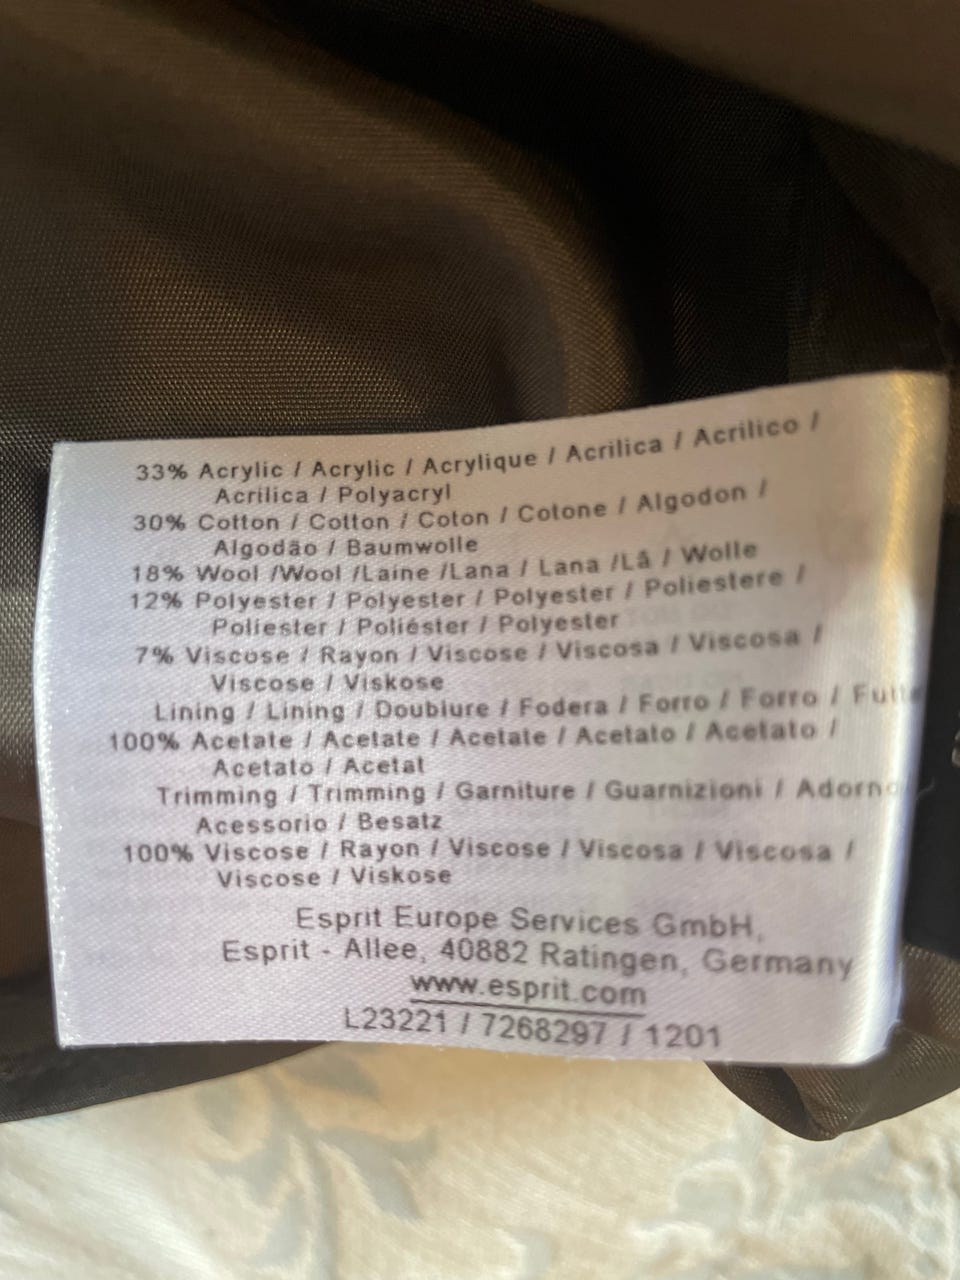 33% Acrylic / Acrylic / Acrylique / Acrilica / Acrilico /
Acrilica / Polyacryl
30% Cotton / Cotton / Coton / Cotone / Algodon /
Algodão / Baumwolle
18% Wool /Wool /Laine /Lana / Lana /Lã / Wolle
12% Polyester / Polyester / Polyester / Poliestere /
Poliester / Poliéster / Polyester
7% Viscose / Rayon / Viscose / Viscosa / Viscosa /
Viscose / Viskose
Lining / Lining / Doublure / Fodera / Forro / Forro /
100% Acetate / Acetate / Acetate / Acetato / Acetato /
Acetato / Acetat
Trimming / Trimming / Garniture / Guarnizioni / Adorno
Acessorio / Besatz
100% Viscose / Rayon / Viscose / Viscosa / Viscosa /
Viscose / Viskose
Esprit Europe Services GmbH,
Esprit - Allee, 40882 Ratingen, Germany
www.esprit.com
L23221 / 7268297 / 1201